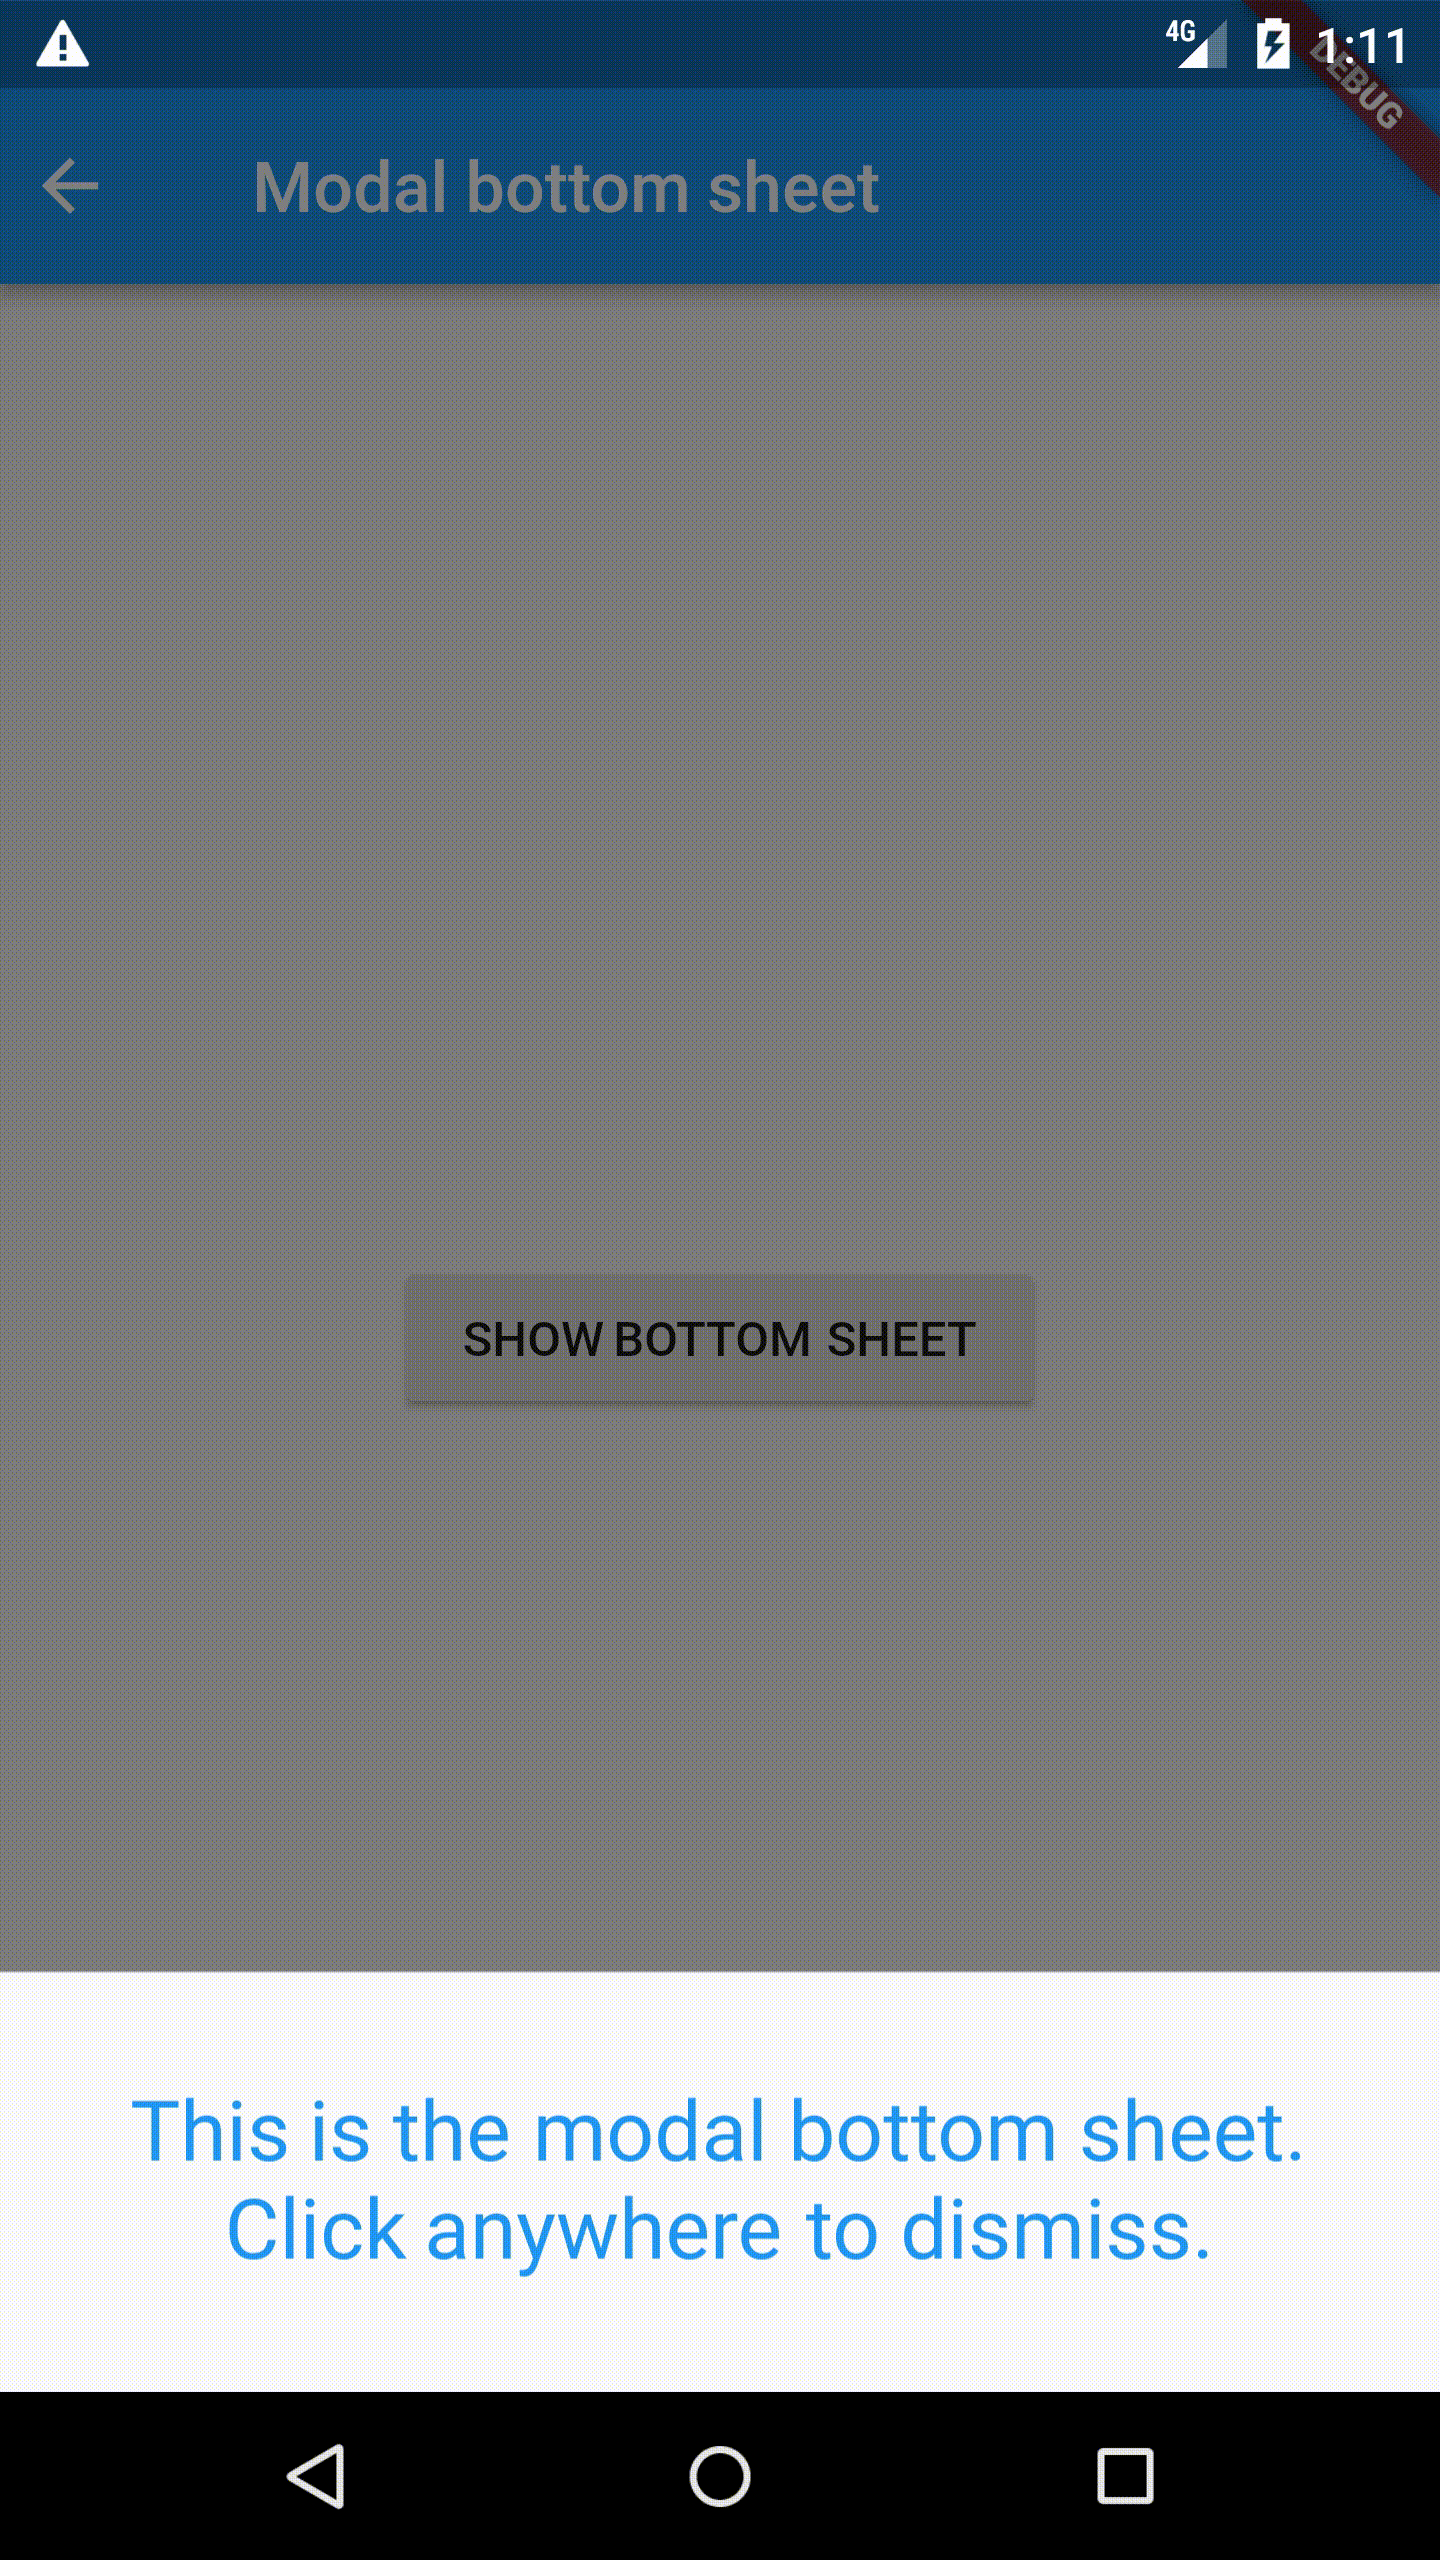 4G 1:11
DEBUG
Modal bottom sheet
SHOW BOTTOM SHEET
This is the modal bottom sheet.
Click anywhere to dismiss.